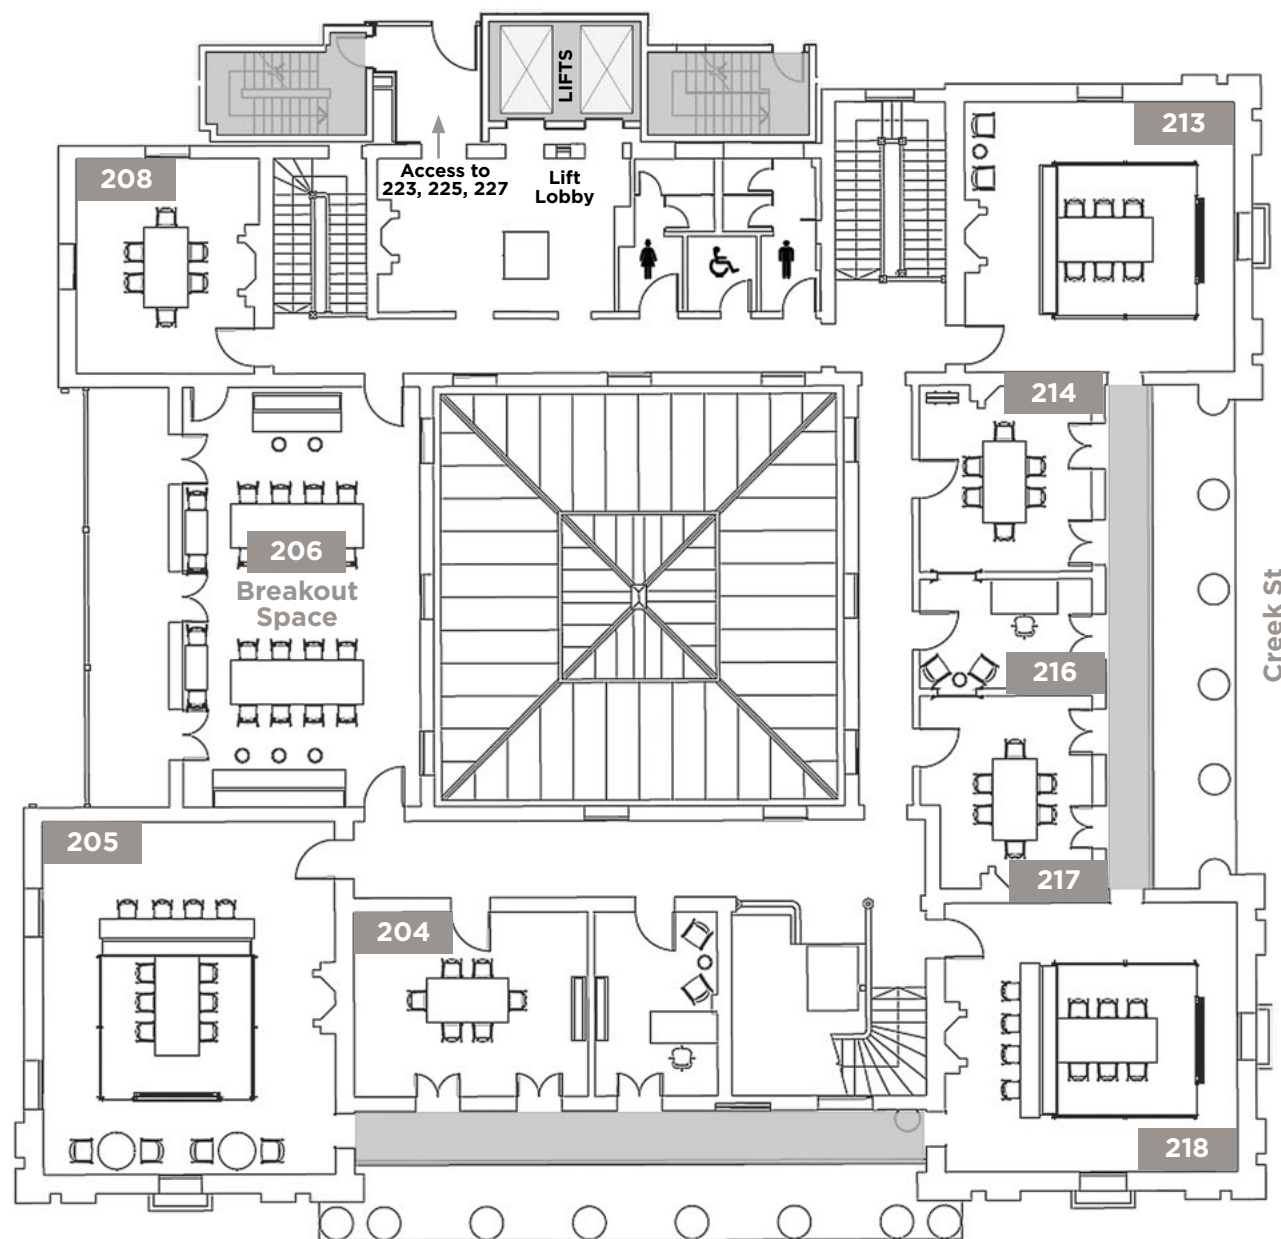 LIFTS
213
208
Access to
223, 225, 227
Lift
Lobby
214
206
Breakout
Space
Creek St
216
205
217
204
218